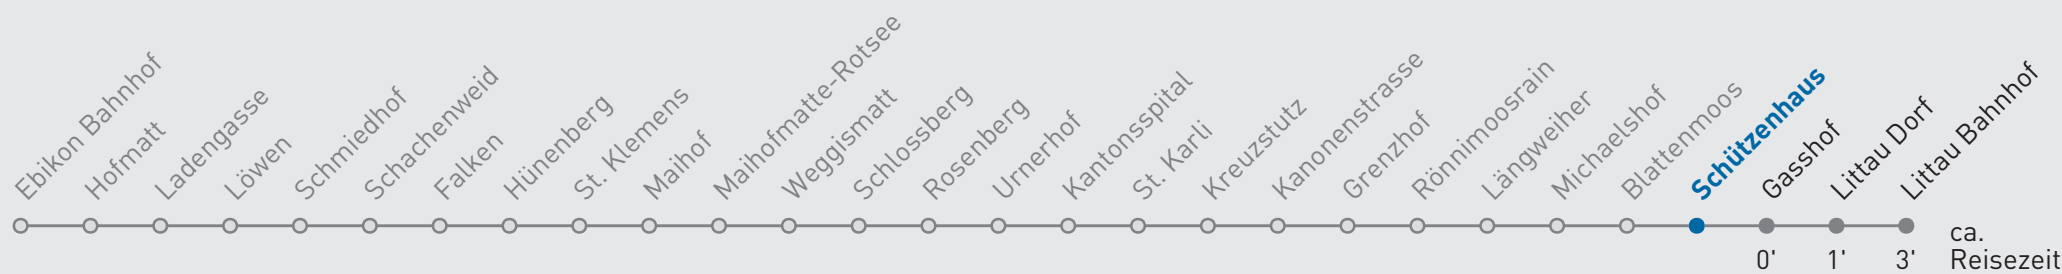 Ebikon Bahnhof
Hofmatt
Ladengasse
Löwen
Schmiedhof
Schachenweid
Falken
Hünenberg
St. Klemens
Maihof
Maihofmatte-Rotsee
Weggismatt
Schlossberg
Rosenberg
Urnerhof
Kantonsspital
St. Karli
Kreuzstutz
Kanonenstrasse
Grenzhof
Rönnimoosrain
Längweiher
Michaelshof
Blattenmoos
Schützenhaus
Gasshof
Littau Dorf
Littau Bahnhof
0' 1' 3'
ca.
Reisezeit